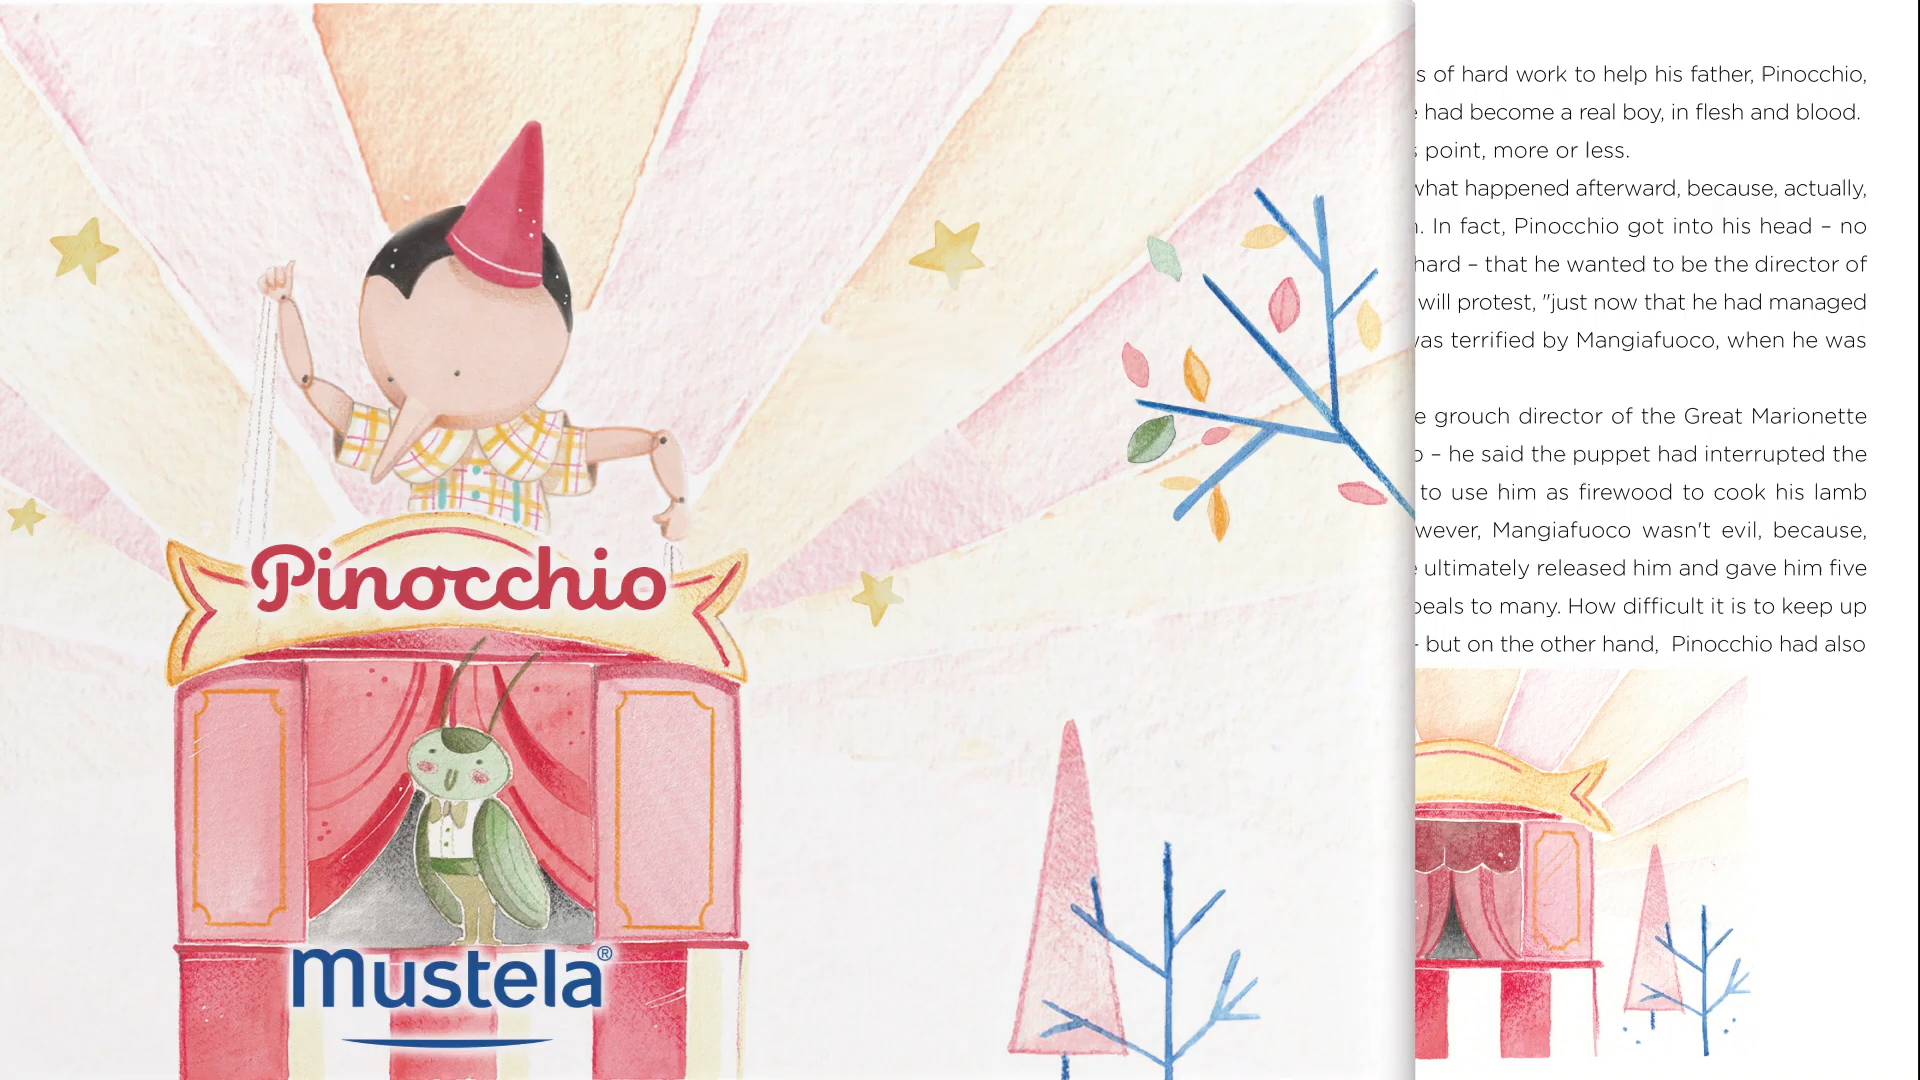 Pinocchio
mustela®
of hard work to help his father, Pinocchio,
had become a real boy, in flesh and blood.
point, more or less.
what happened afterward, because, actually,
In fact, Pinocchio got into his head – no
hard – that he wanted to be the director of
will protest, "just now that he had managed
was terrified by Mangiafuoco, when he was
grouch director of the Great Marionette
– he said the puppet had interrupted the
to use him as firewood to cook his lamb
wever, Mangiafuoco wasn't evil, because,
ultimately released him and gave him five
peals to many. How difficult it is to keep up
- but on the other hand, Pinocchio had also